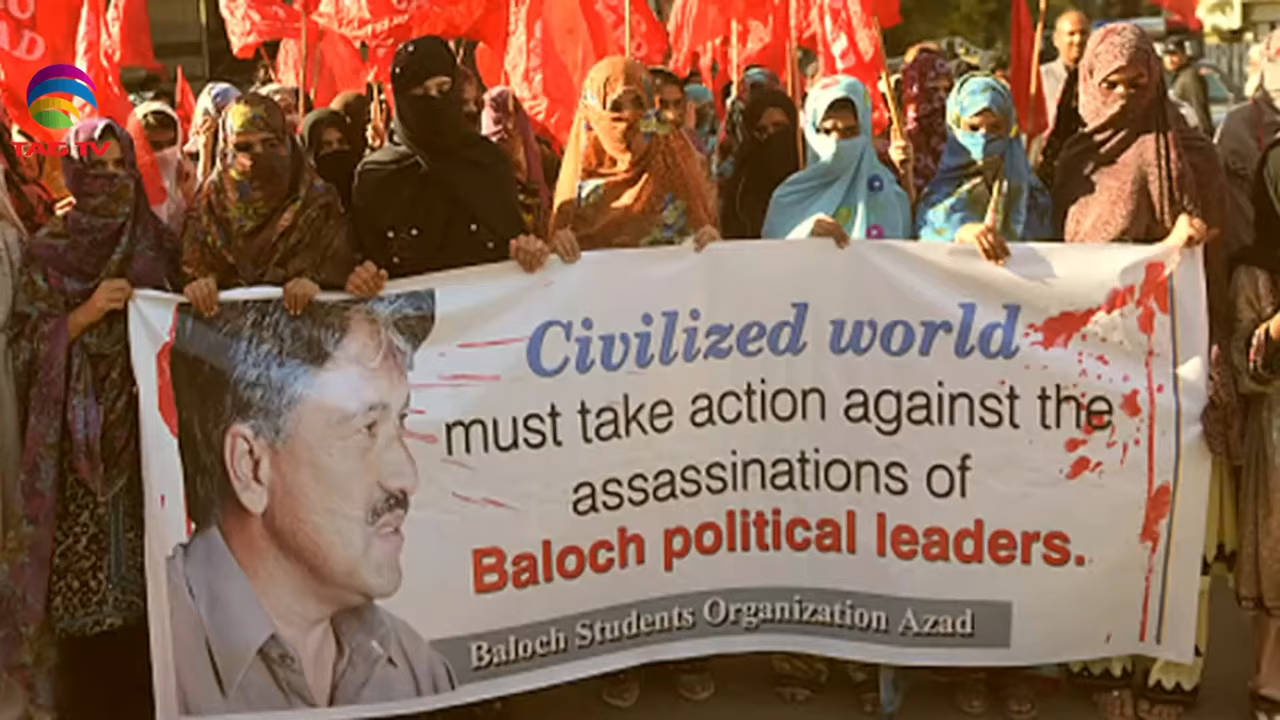 TAG TV
Civilized world
must take action against the
assassinations of
Baloch political leaders.
Baloch Students Organization Azad